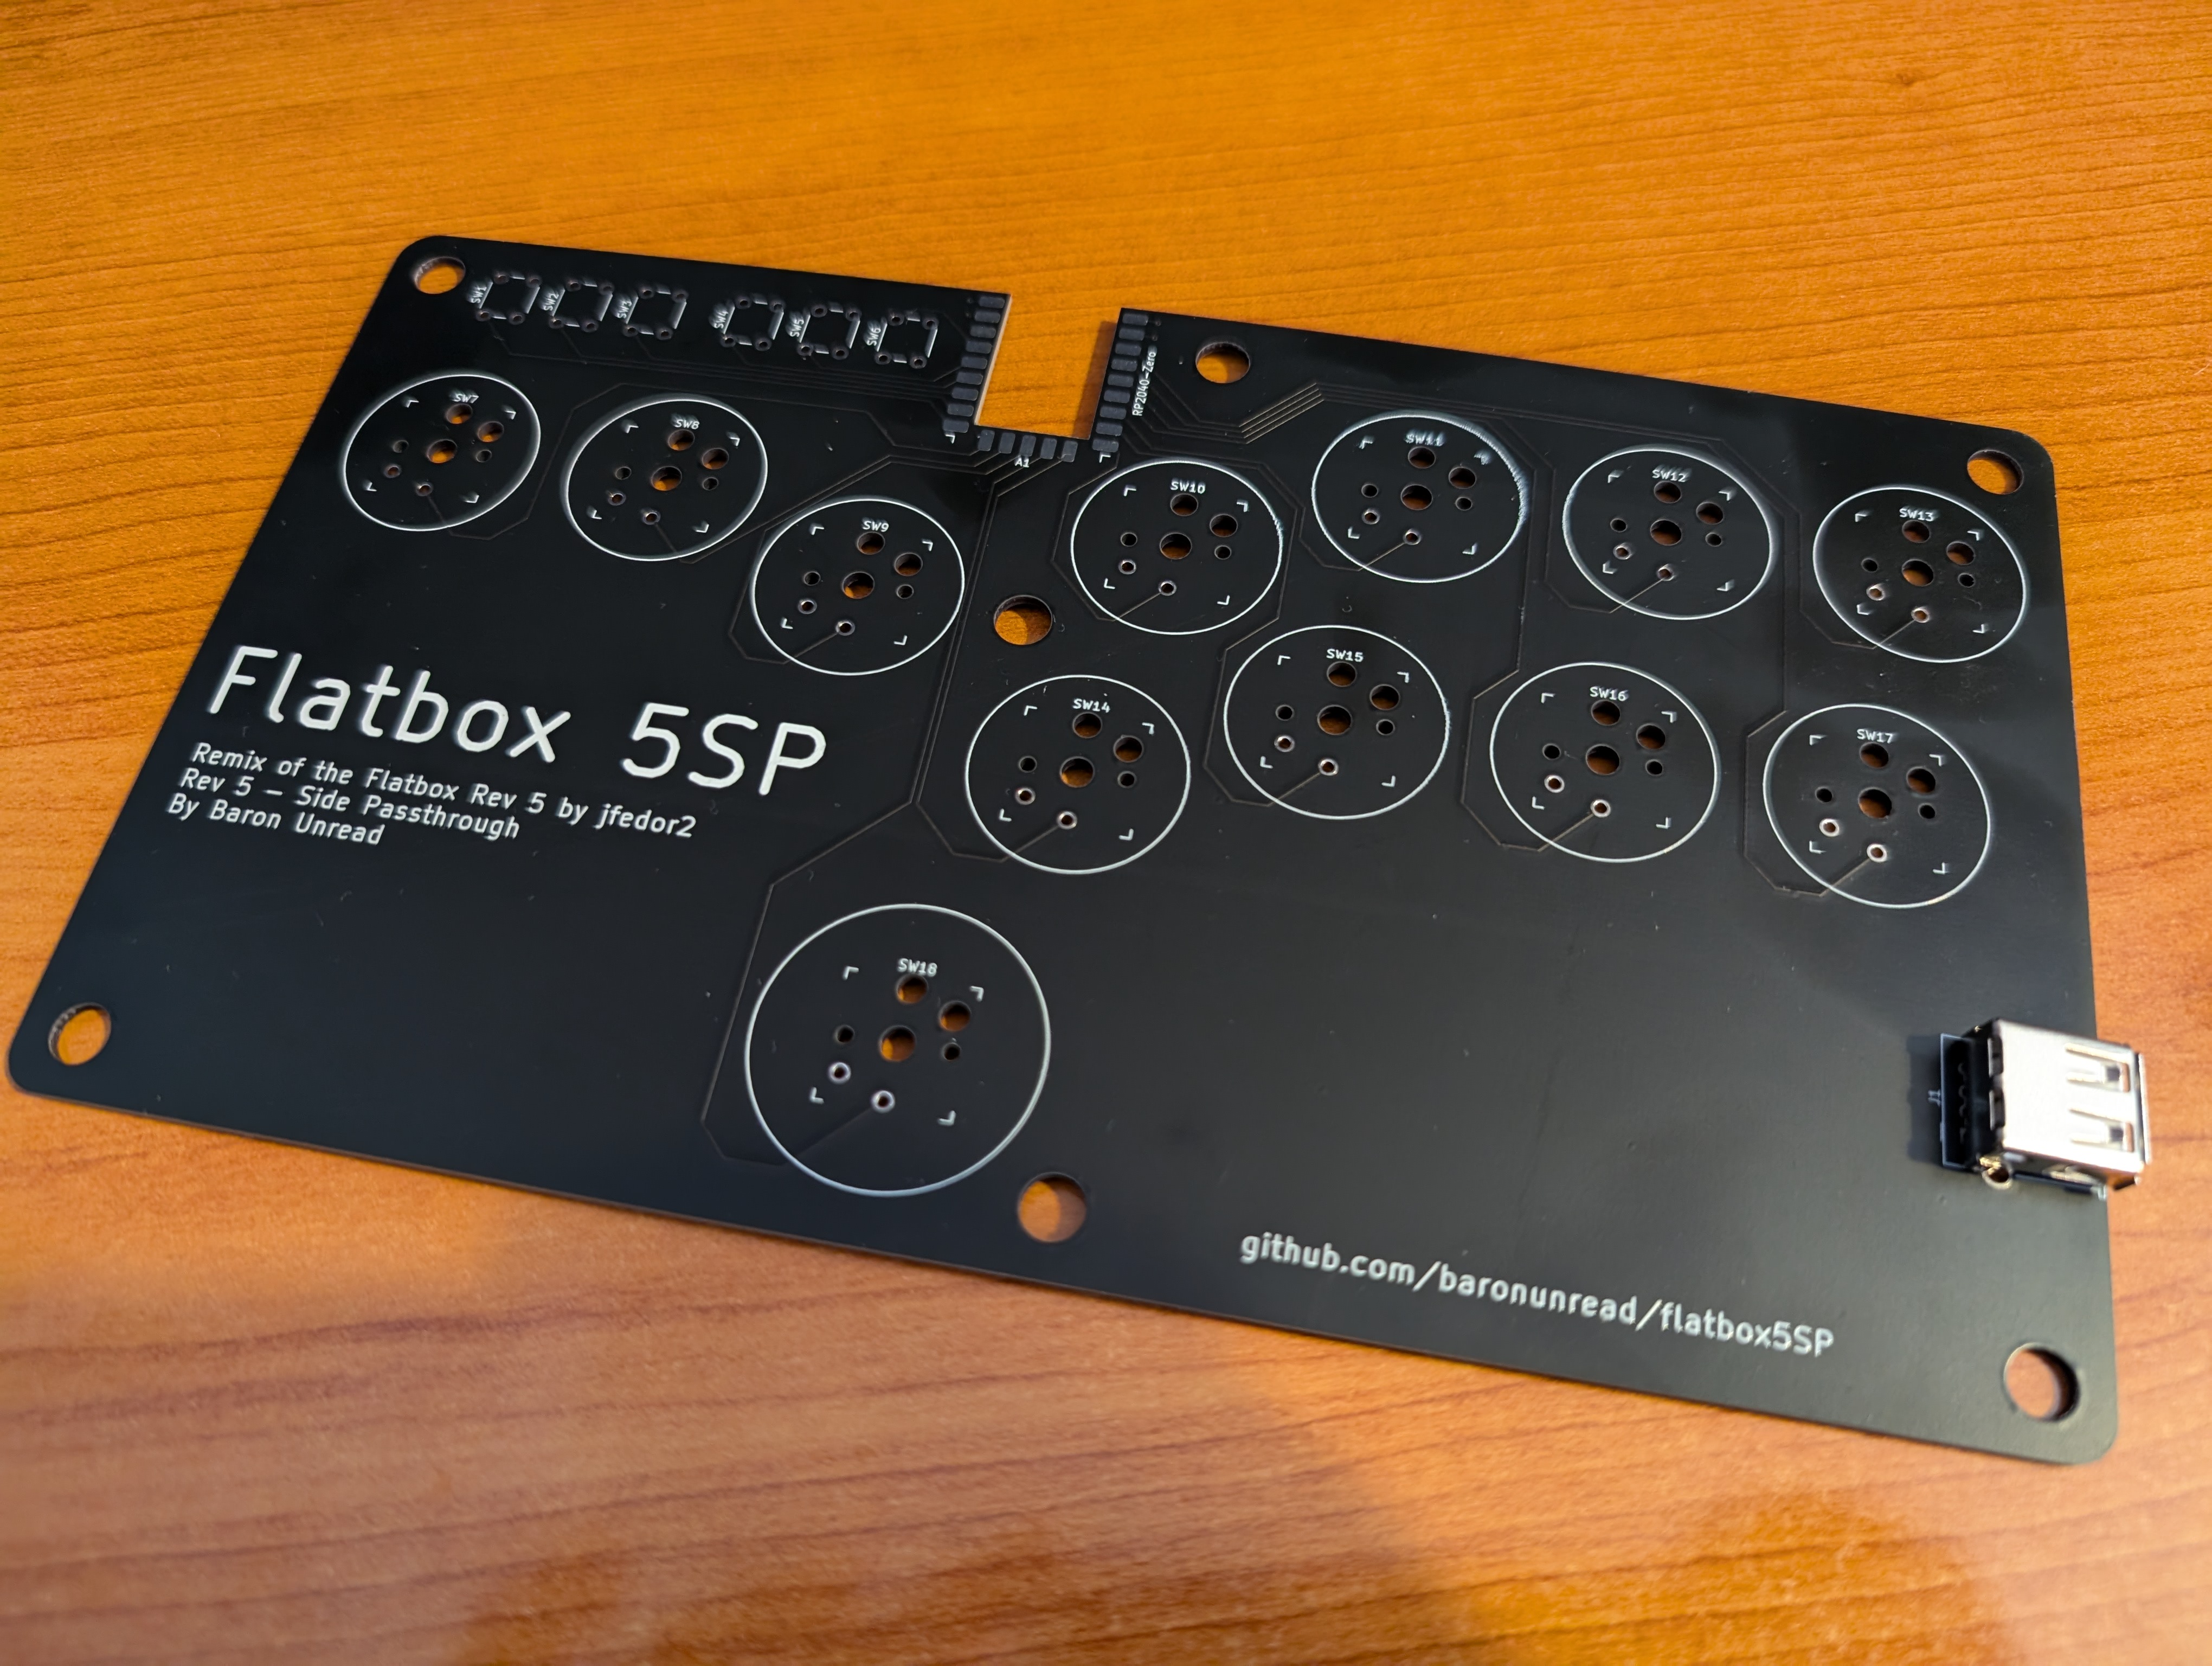 SW1
SW2
SW3
SW4
SW5
SW6
RP2040-Zero
A1
SW7
SW8
SW9
SW10
SW11
SW12
SW13
SW14
SW15
SW16
SW17
Flatbox 5SP
Remix of the Flatbox Rev 5 by jfedor2
Rev 5 – Side Passthrough
By Baron Unread
SW18
J1
github.com/baronunread/flatbox5SP